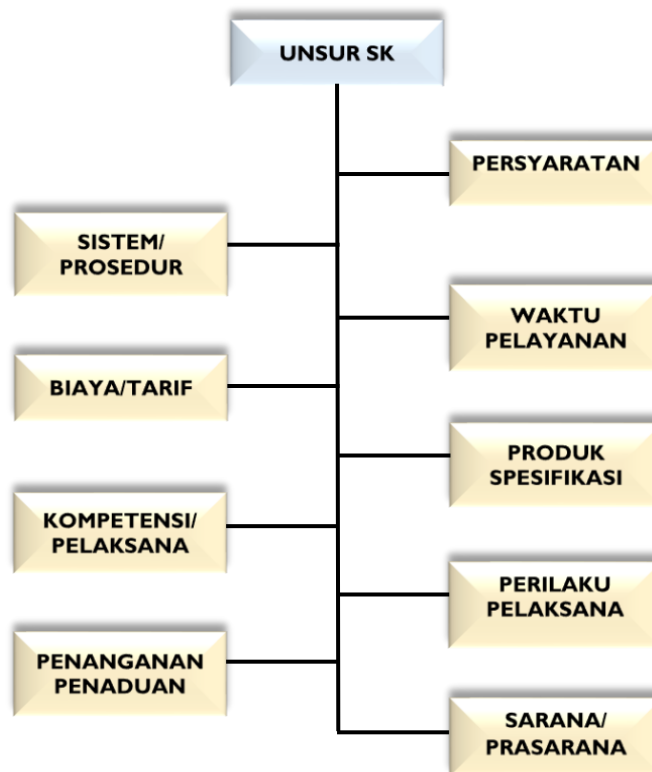 UNSUR SK
PERSYARATAN
SISTEM/
PROSEDUR
WAKTU
PELAYANAN
BIAYA/TARIF
PRODUK
SPESIFIKASI
KOMPETENSI/
PELAKSANA
PERILAKU
PELAKSANA
PENANGANAN
PENADUAN
SARANA/
PRASARANA